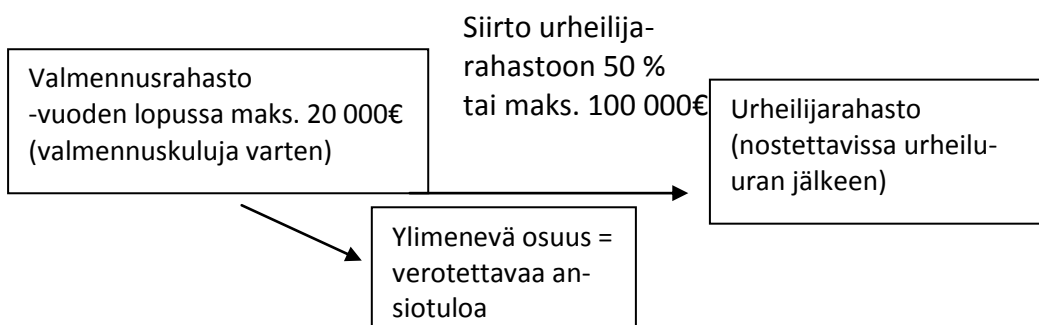 Valmennusrahasto
-vuoden lopussa maks. 20 000€
(valmennuskuluja varten)
Siirto urheilija-
rahastoon 50 %
tai maks. 100 000€
Urheilijarahasto
(nostettavissa urheilu-
uran jälkeen)
Ylimenevä osuus =
verotettavaa an-
siotuloa